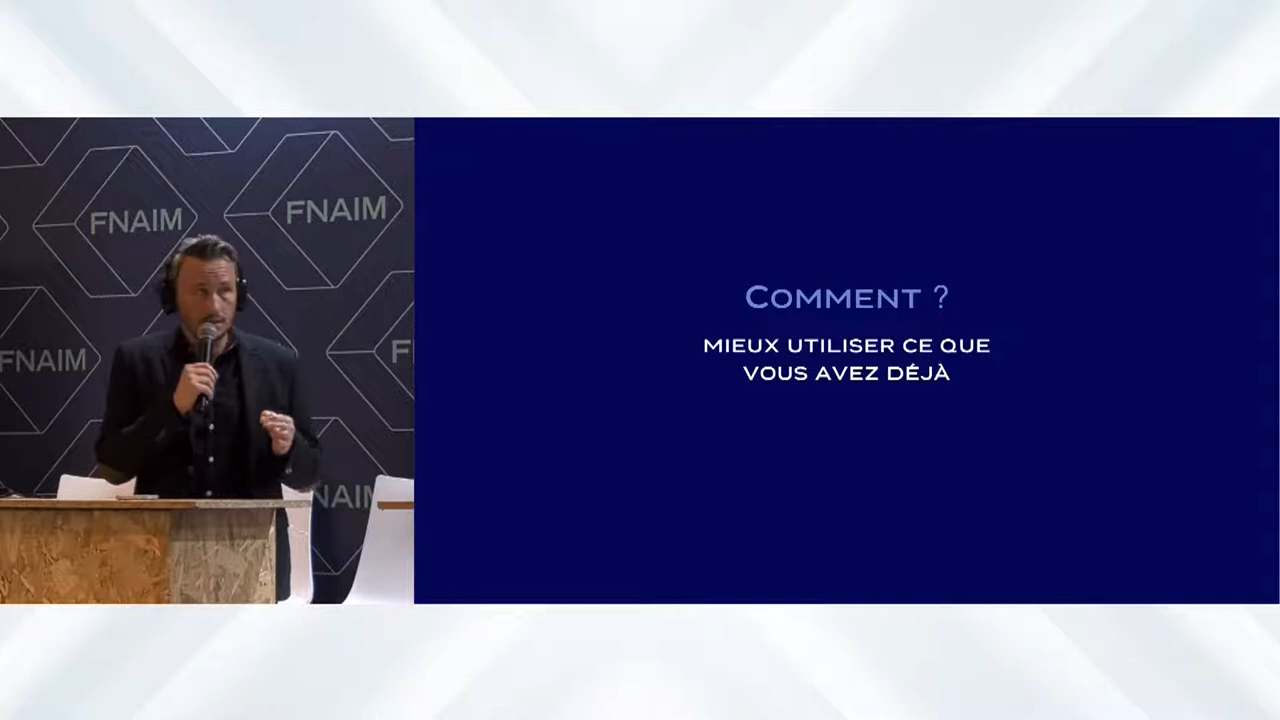 FNAIM
FNAIM
FNAIM
F
NAIM
COMMENT ?
MIEUX UTILISER CE QUE
VOUS AVEZ DÉJÀ